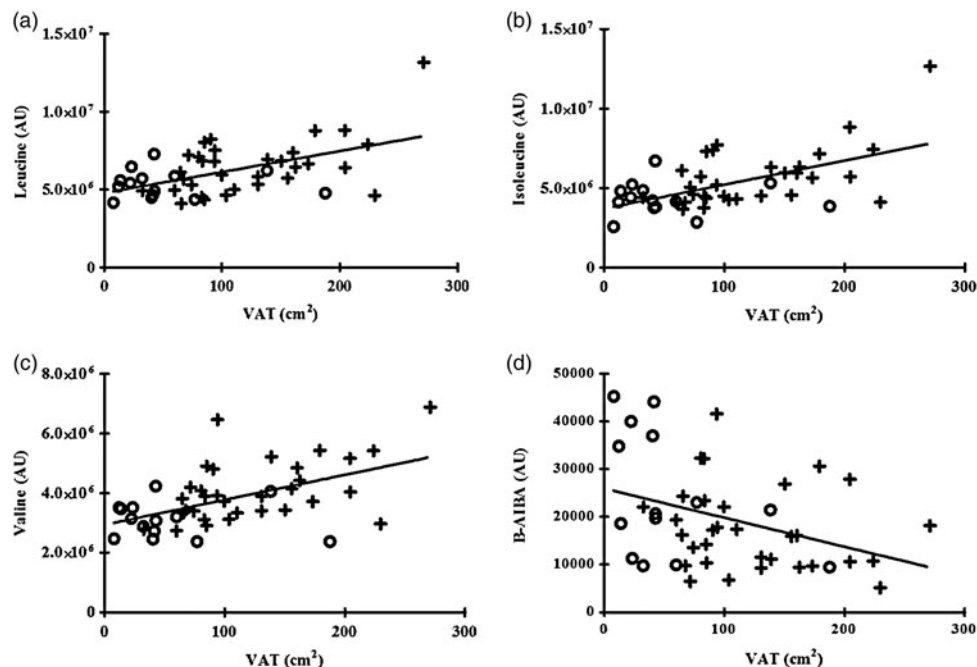 (a)
1.5×10⁷
1.0×10⁷
5.0×10⁶
0
Leucine (AU)
0 100 200 300
VAT (cm²)
(b)
1.5×10⁷
1.0×10⁷
5.0×10⁶
0
Isoleucine (AU)
0 100 200 300
VAT (cm²)
(c)
8.0×10⁶
6.0×10⁶
4.0×10⁶
2.0×10⁶
0
Valine (AU)
0 100 200 300
VAT (cm²)
(d)
50000
40000
30000
20000
10000
0
B-AIBA (AU)
0 100 200 300
VAT (cm²)